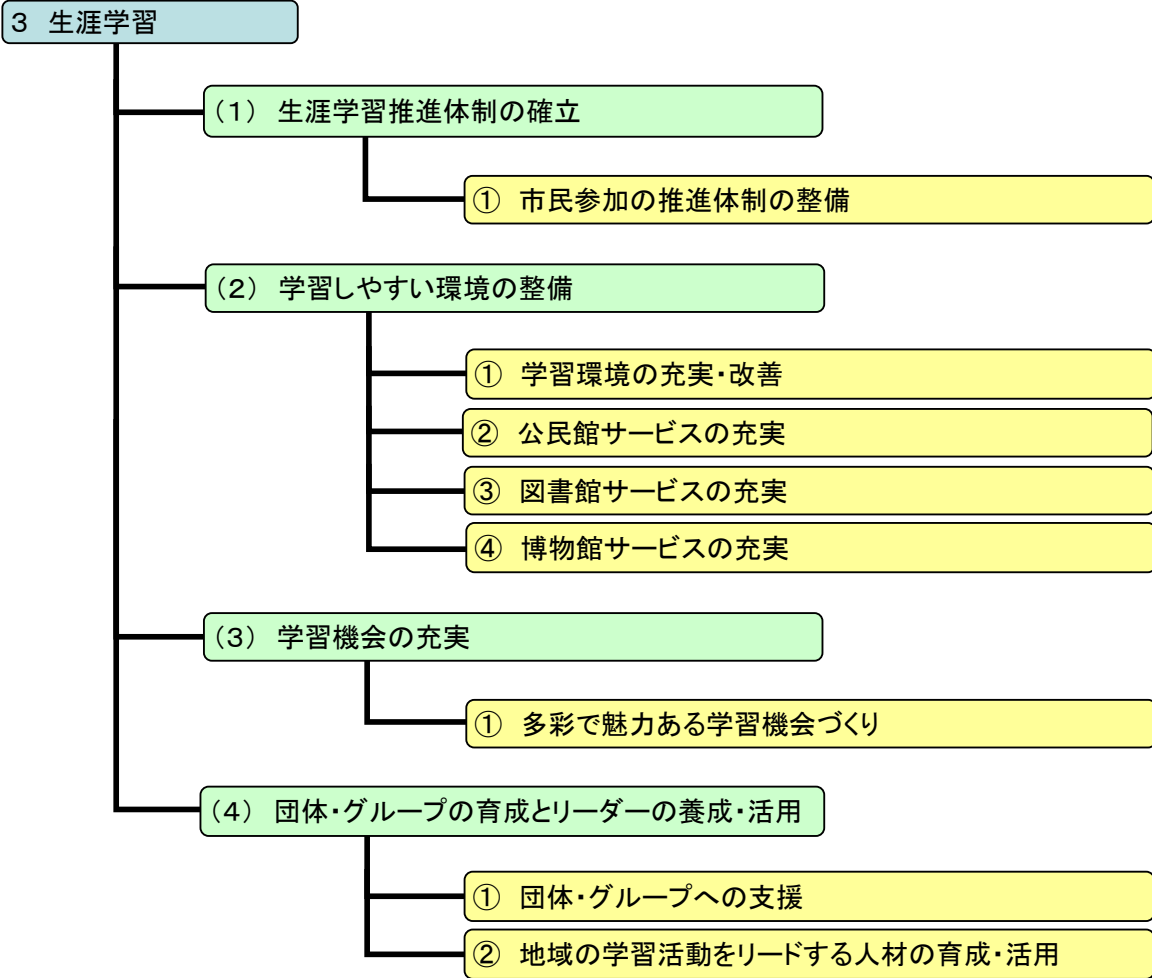 3 生涯学習
(1) 生涯学習推進体制の確立
① 市民参加の推進体制の整備
(2) 学習しやすい環境の整備
① 学習環境の充実・改善
② 公民館サービスの充実
③ 図書館サービスの充実
④ 博物館サービスの充実
(3) 学習機会の充実
① 多彩で魅力ある学習機会づくり
(4) 団体・グループの育成とリーダーの養成・活用
① 団体・グループへの支援
② 地域の学習活動をリードする人材の育成・活用